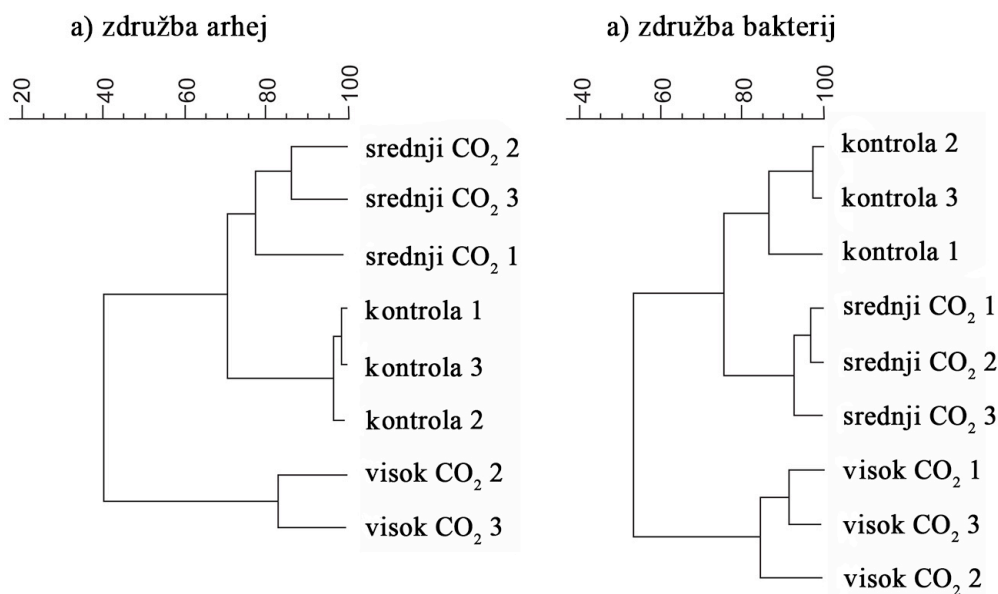 a) združba arhej
20 40 60 80 100
srednji CO₂ 2
srednji CO₂ 3
srednji CO₂ 1
kontrola 1
kontrola 3
kontrola 2
visok CO₂ 2
visok CO₂ 3
a) združba bakterij
40 60 80 100
kontrola 2
kontrola 3
kontrola 1
srednji CO₂ 1
srednji CO₂ 2
srednji CO₂ 3
visok CO₂ 1
visok CO₂ 3
visok CO₂ 2